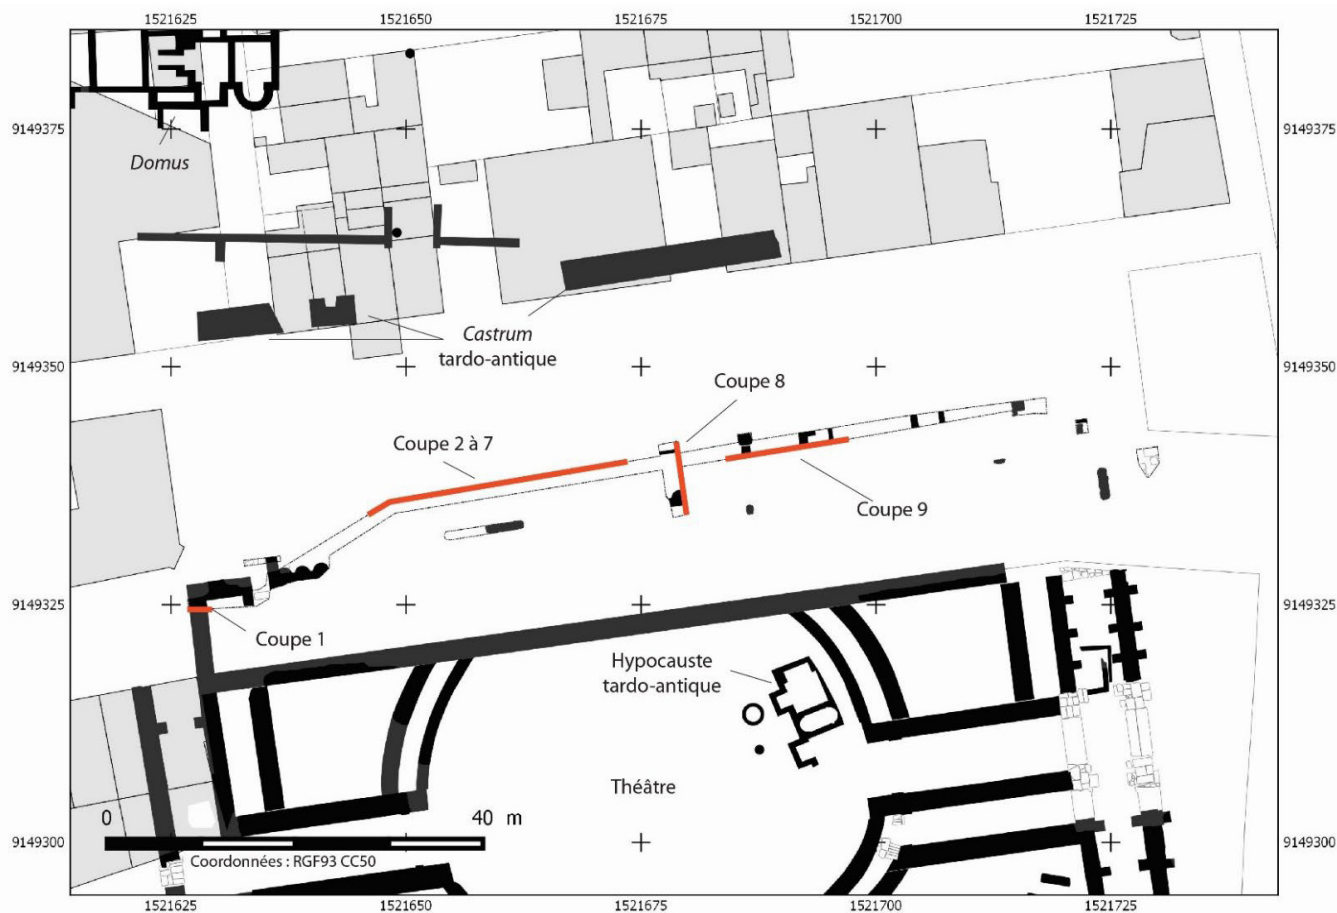 1521625 1521650 1521675 1521700 1521725
9149375 9149375
Domus
Castrum
tardo-antique
9149350 9149350
Coupe 8
Coupe 2 à 7
Coupe 9
9149325 9149325
Coupe 1
Hypocauste
tardo-antique
Théâtre
0 40 m
Coordonnées : RGF93 CC50
9149300 9149300
1521625 1521650 1521675 1521700 1521725